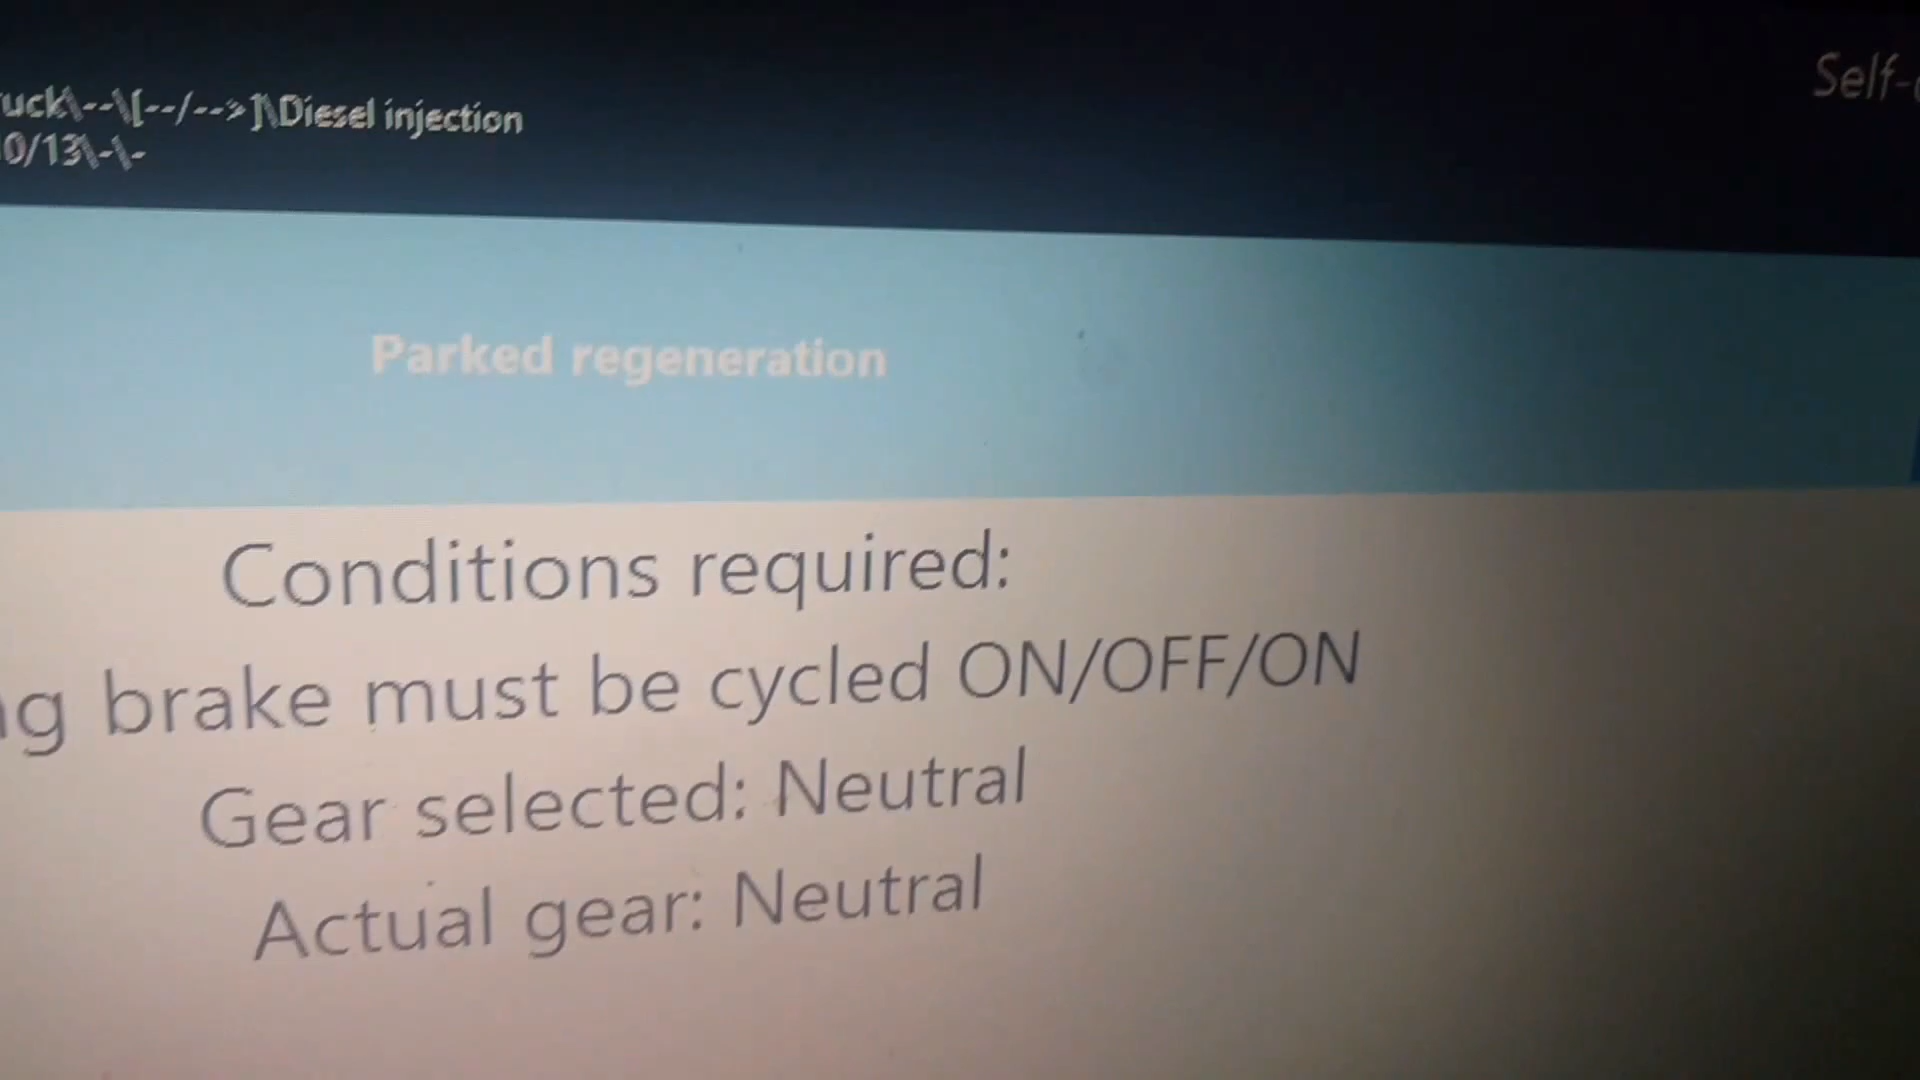 uck\--\[--/-->]\Diesel injection
0/13\-\-
Self-
Parked regeneration
Conditions required:
g brake must be cycled ON/OFF/ON
Gear selected: Neutral
Actual gear: Neutral